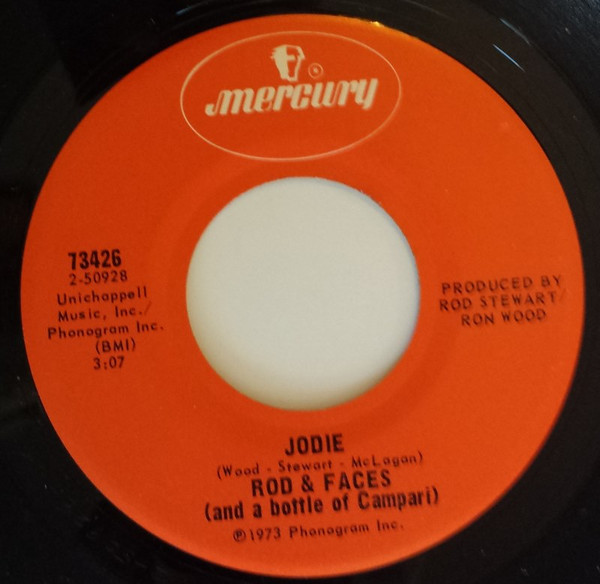 mercury
®
73426
2-50928
Unichappell
Music, Inc./
Phonogram Inc.
(BMI)
3:07
PRODUCED BY
ROD STEWART/
RON WOOD
JODIE
(Wood - Stewart - McLagan)
ROD & FACES
(and a bottle of Campari)
℗1973 Phonogram Inc.